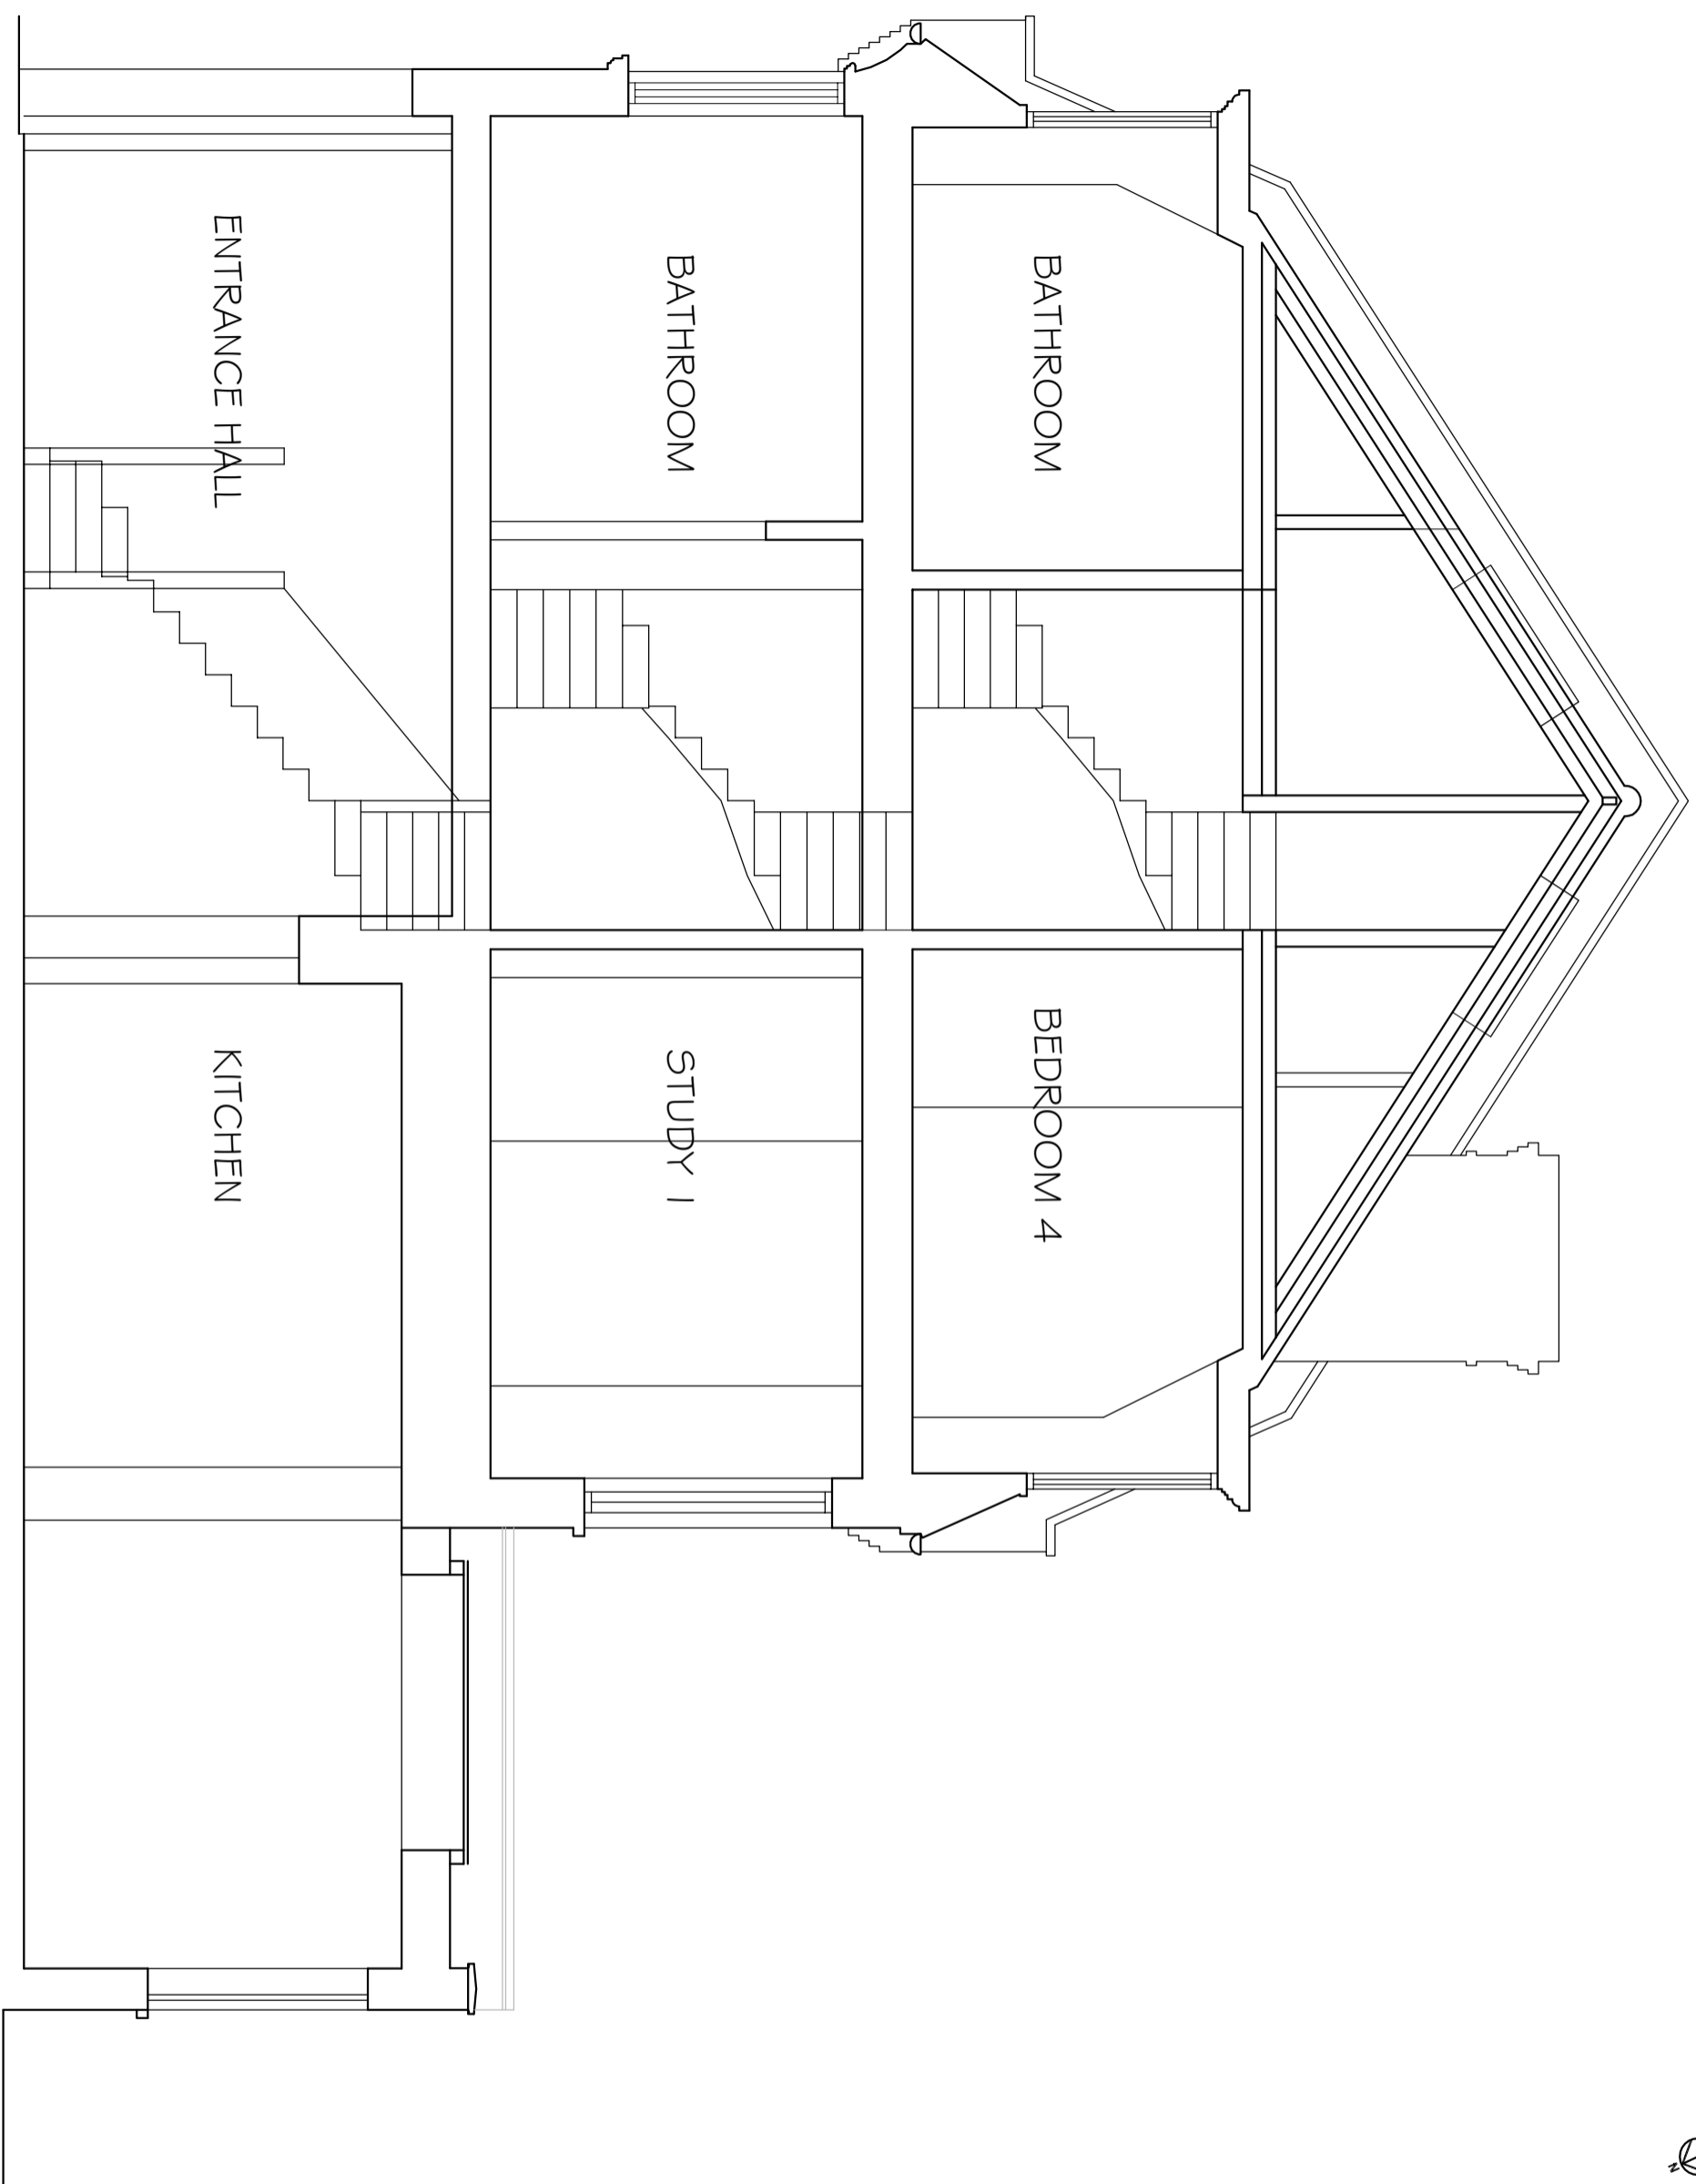 BATHROOM
BEDROOM 4
BATHROOM
STUDY 1
ENTRANCE HALL
KITCHEN
N